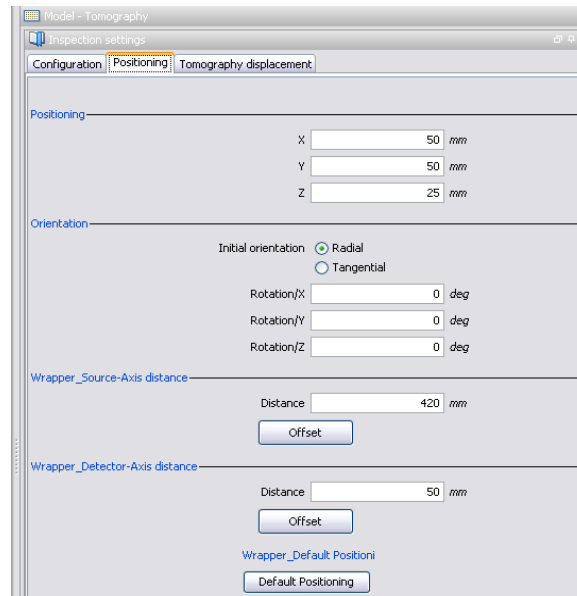 Model - Tomography
Inspection settings
Configuration Positioning Tomography displacement
Positioning
X 50 mm
Y 50 mm
Z 25 mm
Orientation
Initial orientation Radial
Tangential
Rotation/X 0 deg
Rotation/Y 0 deg
Rotation/Z 0 deg
Wrapper_Source-Axis distance
Distance 420 mm
Offset
Wrapper_Detector-Axis distance
Distance 50 mm
Offset
Wrapper_Default Positioni
Default Positioning